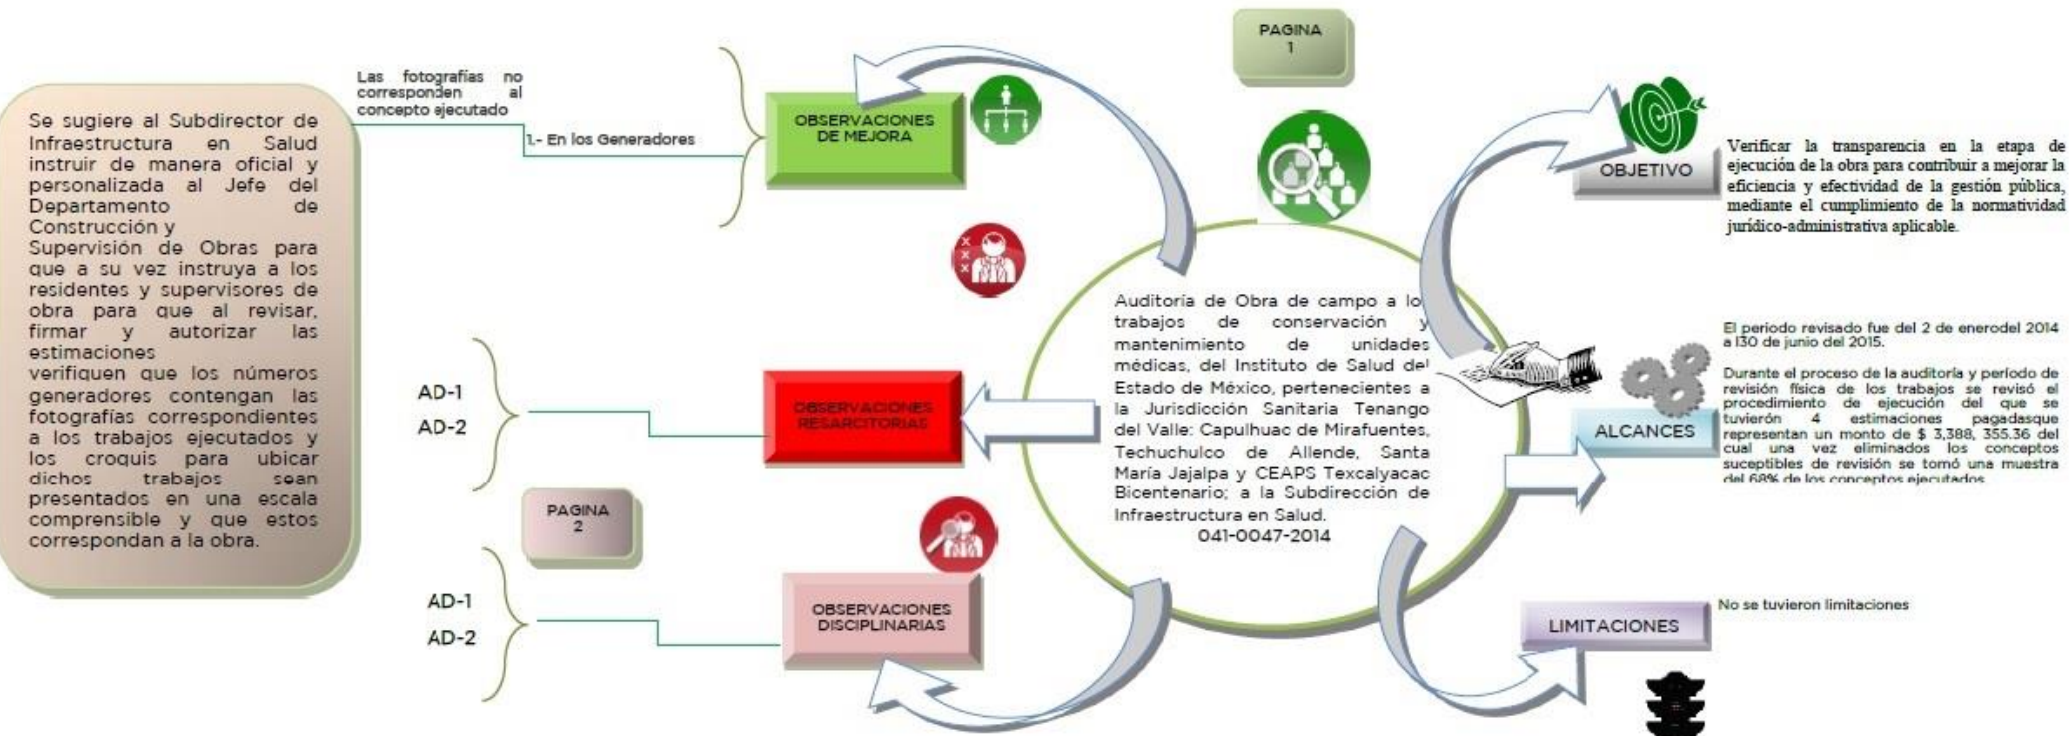 PAGINA
1
Se sugiere al Subdirector de
Infraestructura en Salud
instruir de manera oficial y
personalizada al Jefe del
Departamento de
Construcción y
Supervisión de Obras para
que a su vez instruya a los
residentes y supervisores de
obra para que al revisar,
firmar y autorizar las
estimaciones
verifiquen que los números
generadores contengan las
fotografías correspondientes
a los trabajos ejecutados y
los croquis para ubicar
dichos trabajos sean
presentados en una escala
comprensible y que estos
correspondan a la obra.
Las fotografías no
corresponden al
concepto ejecutado
1.- En los Generadores
OBSERVACIONES
DE MEJORA
AD-1
AD-2
OBSERVACIONES
RESARCITORIAS
PAGINA
2
AD-1
AD-2
OBSERVACIONES
DISCIPLINARIAS
Auditoría de Obra de campo a lo
trabajos de conservación y
mantenimiento de unidades
médicas, del Instituto de Salud del
Estado de México, pertenecientes a
la Jurisdicción Sanitaria Tenango
del Valle: Capulhuac de Mirafuentes,
Techuchulco de Allende, Santa
María Jajalpa y CEAPS Texcalyacac
Bicentenario; a la Subdirección de
Infraestructura en Salud.
041-0047-2014
OBJETIVO
Verificar la transparencia en la etapa de
ejecución de la obra para contribuir a mejorar la
eficiencia y efectividad de la gestión pública,
mediante el cumplimiento de la normatividad
jurídico-administrativa aplicable.
ALCANCES
El periodo revisado fue del 2 de enerodel 2014
a l30 de junio del 2015.
Durante el proceso de la auditoría y período de
revisión física de los trabajos se revisó el
procedimiento de ejecución del que se
tuvierón 4 estimaciones pagadasque
representan un monto de $ 3,388, 355.36 del
cual una vez eliminados los conceptos
suceptibles de revisión se tomó una muestra
del 68% de los conceptos ejecutados
LIMITACIONES
No se tuvieron limitaciones